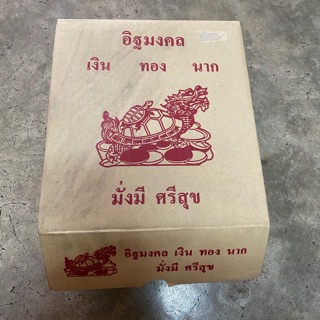 อิฐมงคล
เงิน ทอง นาก
มั่งมี ศรีสุข
อิฐมงคล เงิน ทอง นาก
มั่งมี ศรีสุข